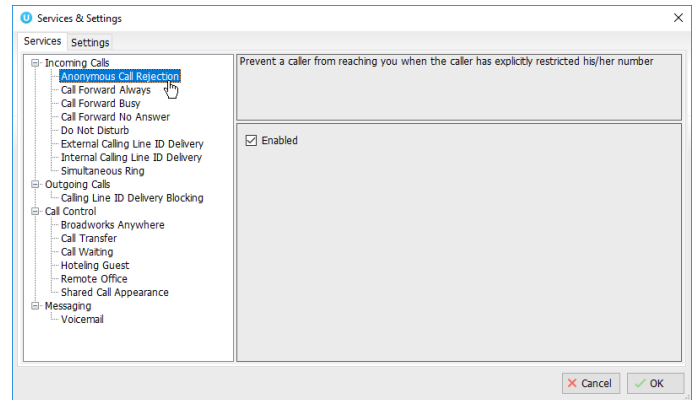 Services & Settings
Services Settings
Incoming Calls
Anonymous Call Rejection
Call Forward Always
Call Forward Busy
Call Forward No Answer
Do Not Disturb
External Calling Line ID Delivery
Internal Calling Line ID Delivery
Simultaneous Ring
Outgoing Calls
Calling Line ID Delivery Blocking
Call Control
Broadworks Anywhere
Call Transfer
Call Waiting
Hoteling Guest
Remote Office
Shared Call Appearance
Messaging
Voicemail
Prevent a caller from reaching you when the caller has explicitly restricted his/her number
Enabled
Cancel OK